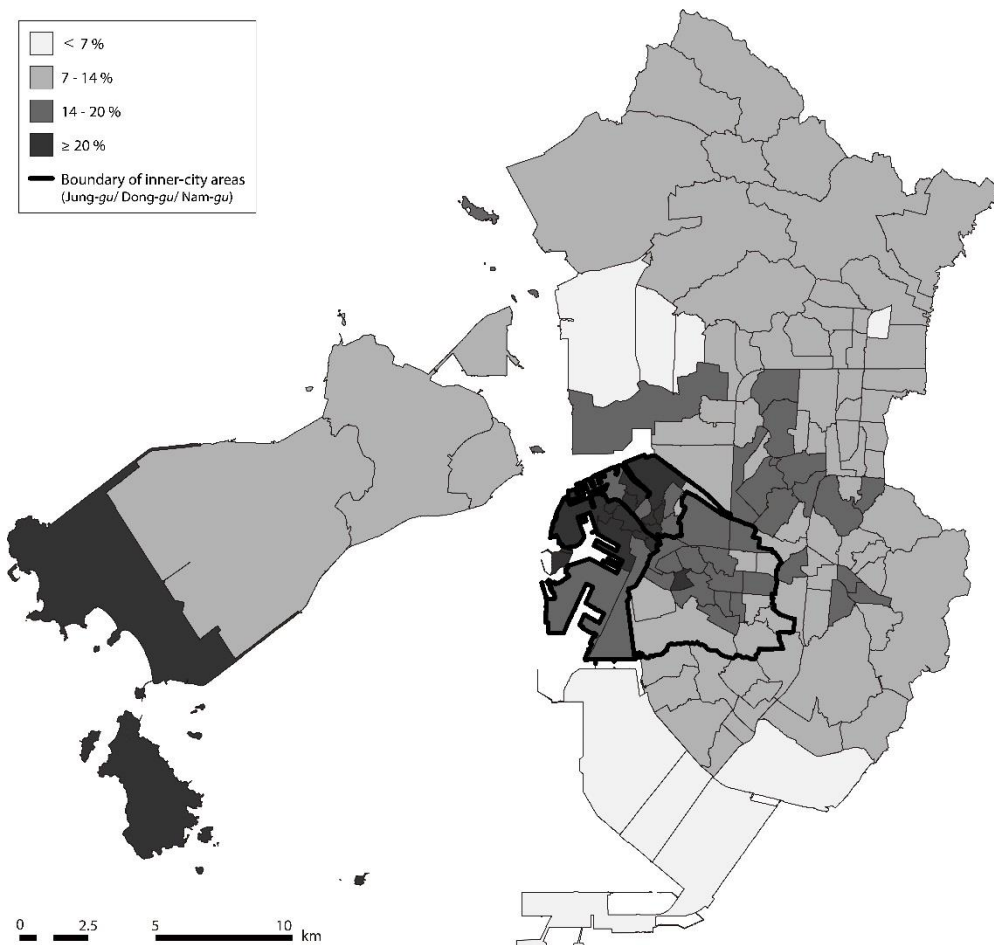 < 7 %
7 - 14 %
14 - 20 %
≥ 20 %
Boundary of inner-city areas
(Jung-gu/ Dong-gu/ Nam-gu)
0 2.5 5 10 km